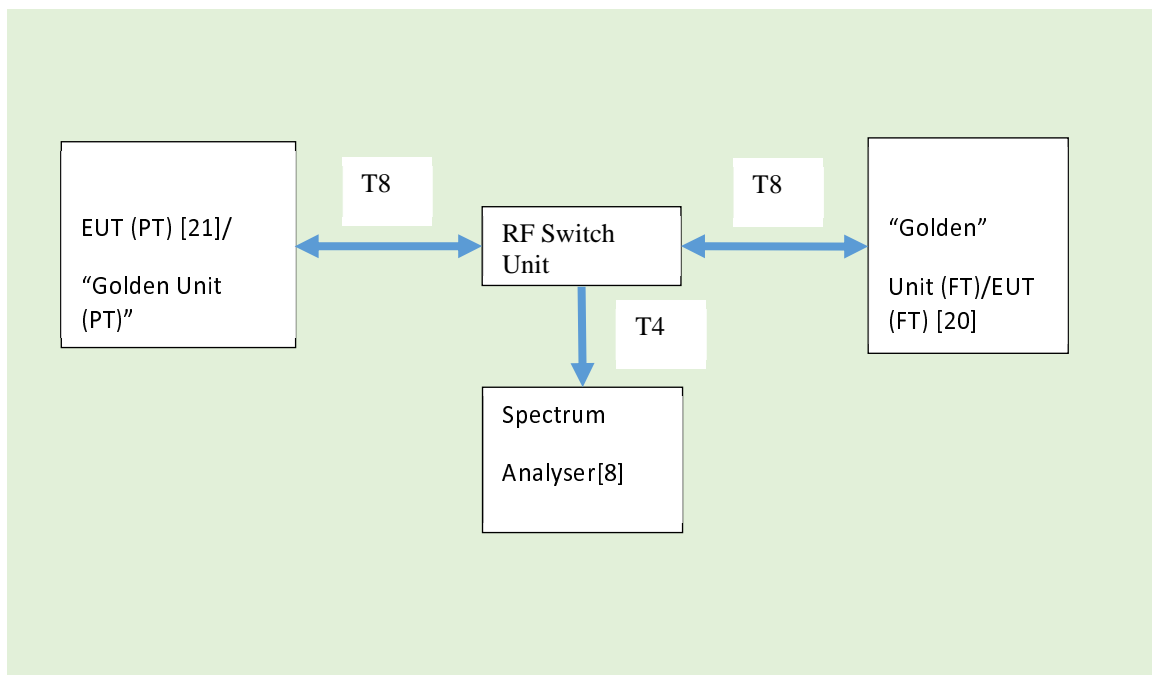 T8
T8
EUT (PT) [21]/
“Golden Unit
(PT)”
RF Switch
Unit
“Golden”
Unit (FT)/EUT
(FT) [20]
T4
Spectrum
Analyser[8]